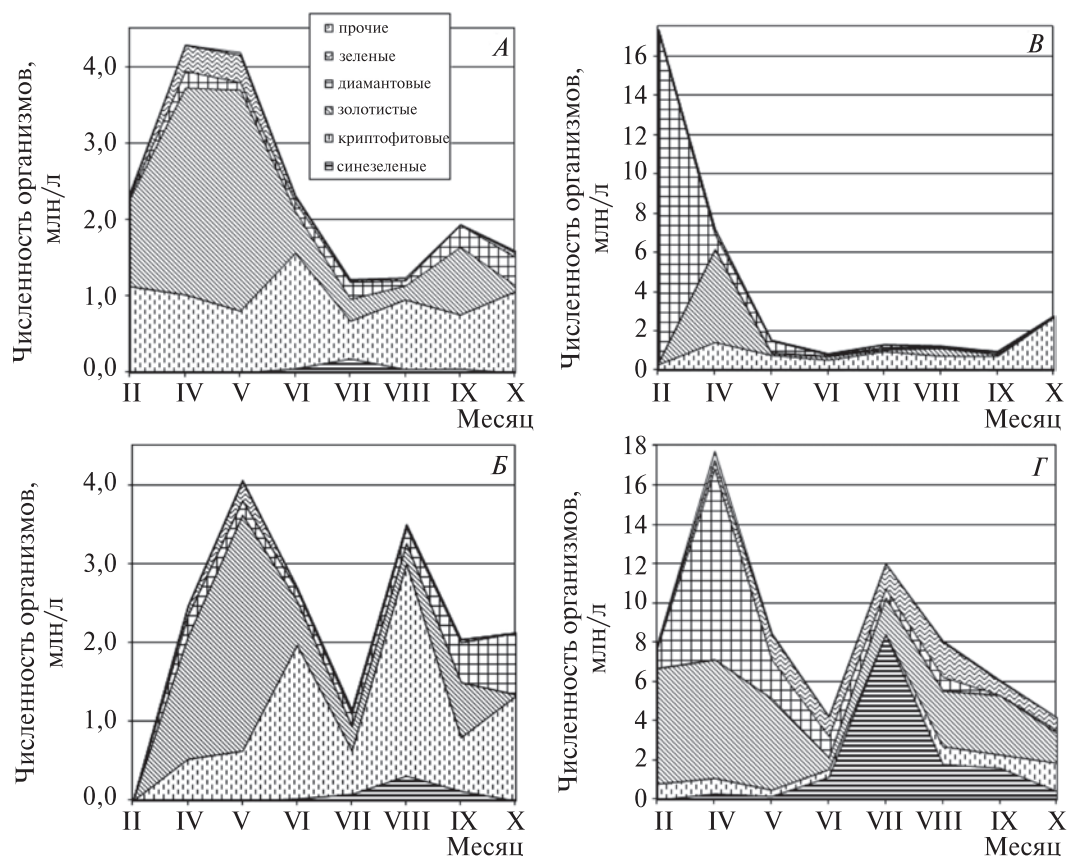 Численность организмов,
млн/л
4,0
3,0
2,0
1,0
0,0
прочие
зеленые
диамантовые
золотистые
криптофитовые
синезеленые
А
II IV V VI VII VIII IX X
Месяц
Численность организмов,
млн/л
16
14
12
10
8
6
4
2
0
В
II IV V VI VII VIII IX X
Месяц
Численность организмов,
млн/л
4,0
3,0
2,0
1,0
0,0
Б
II IV V VI VII VIII IX X
Месяц
Численность организмов,
млн/л
18
16
14
12
10
8
6
4
2
0
Г
II IV V VI VII VIII IX X
Месяц